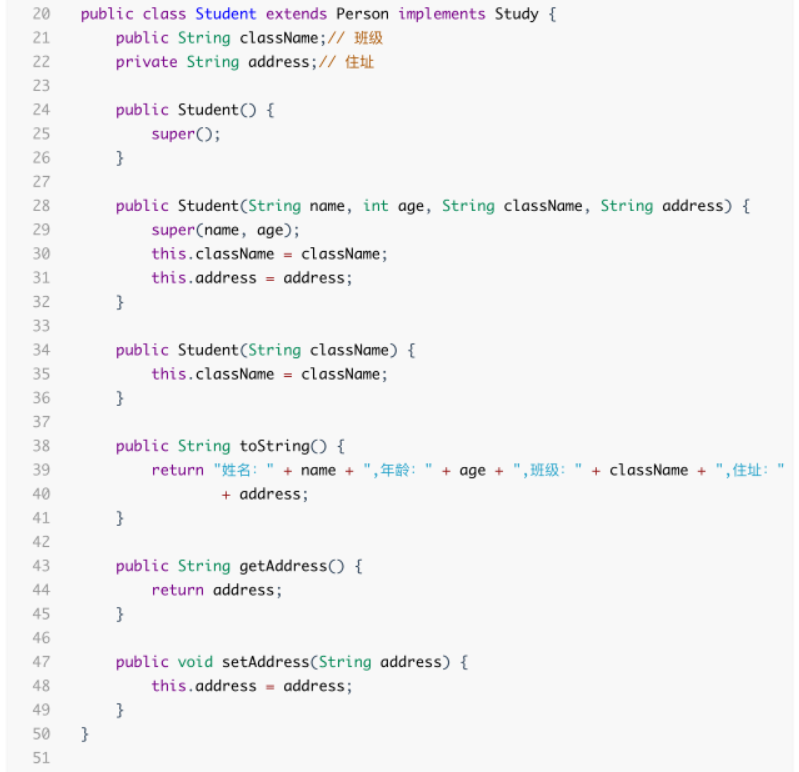 20 public class Student extends Person implements Study {
21     public String className;// 班级
22     private String address;// 住址
23
24     public Student() {
25         super();
26     }
27
28     public Student(String name, int age, String className, String address) {
29         super(name, age);
30         this.className = className;
31         this.address = address;
32     }
33
34     public Student(String className) {
35         this.className = className;
36     }
37
38     public String toString() {
39         return "姓名：" + name + ",年龄：" + age + ",班级：" + className + ",住址："
40                 + address;
41     }
42
43     public String getAddress() {
44         return address;
45     }
46
47     public void setAddress(String address) {
48         this.address = address;
49     }
50 }
51